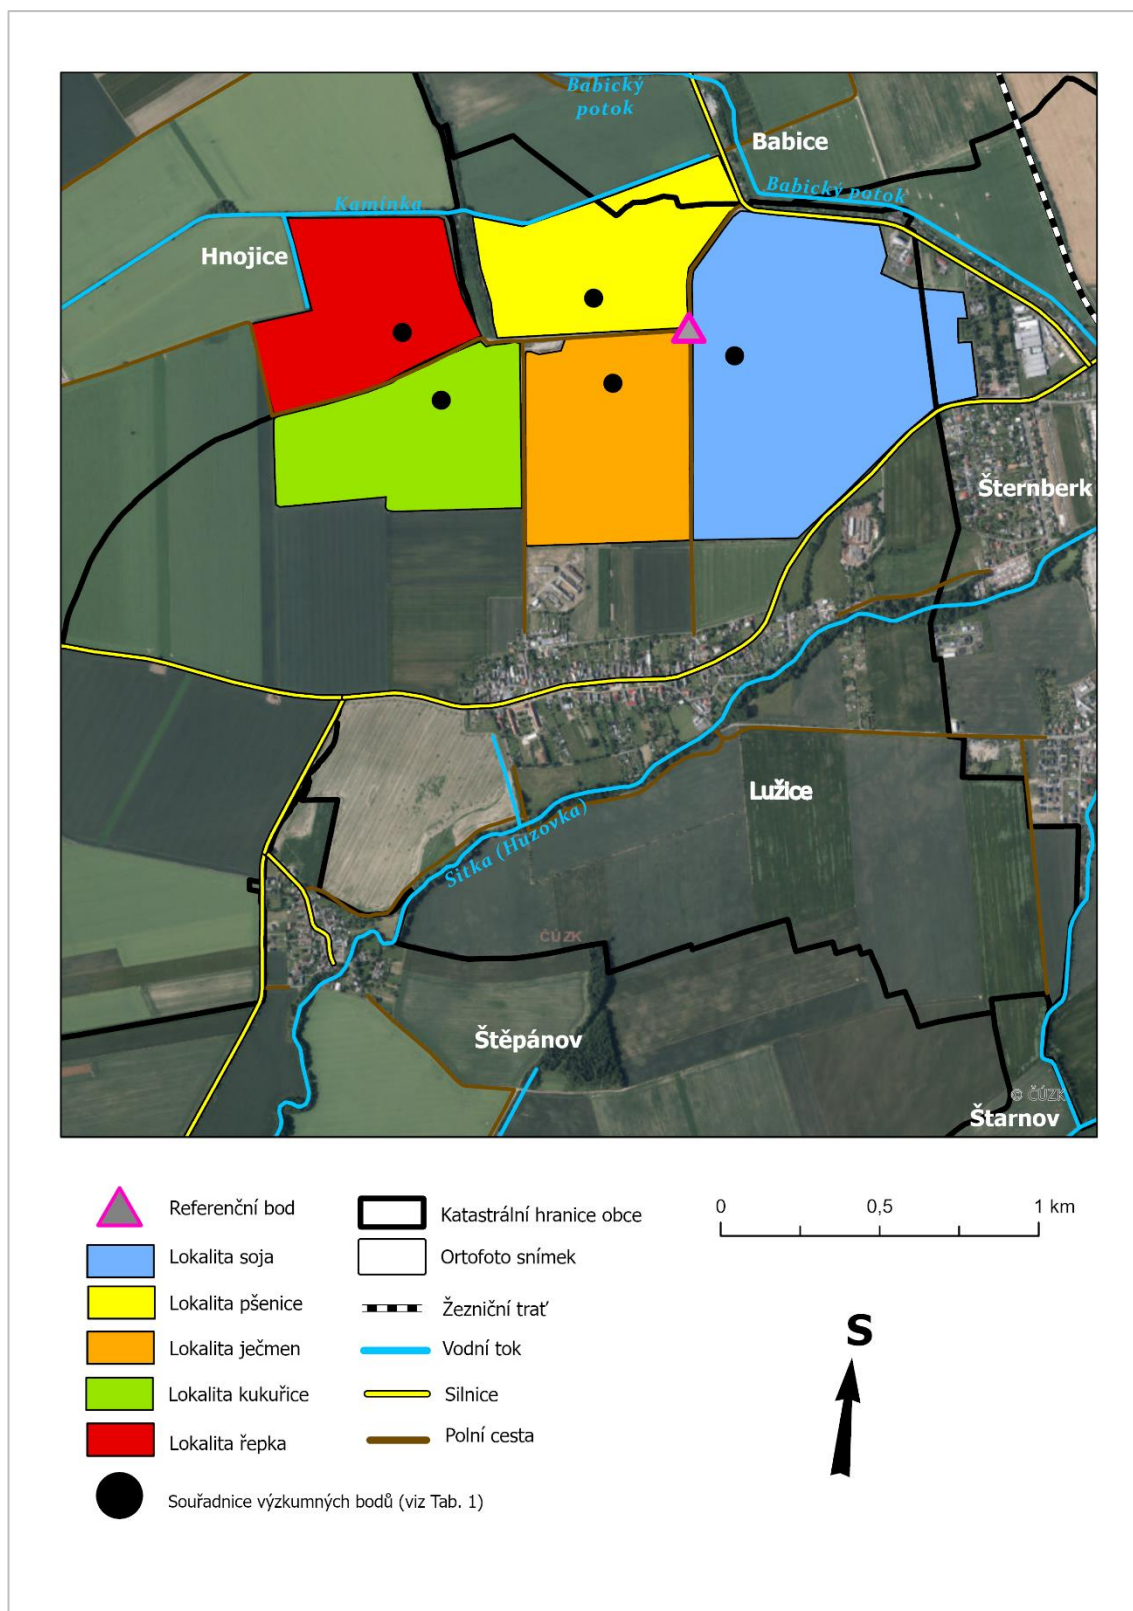 Babický
potok
Babice
Babický potok
Kamínka
Hnojice
Šternberk
Lužice
Sitka (Huzovka)
ČÚZK
Štěpánov
© ČÚZK
Štarnov
Referenční bod
Lokalita soja
Lokalita pšenice
Lokalita ječmen
Lokalita kukuřice
Lokalita řepka
Souřadnice výzkumných bodů (viz Tab. 1)
Katastrální hranice obce
Ortofoto snímek
Žezniční trať
Vodní tok
Silnice
Polní cesta
0 0,5 1 km
S